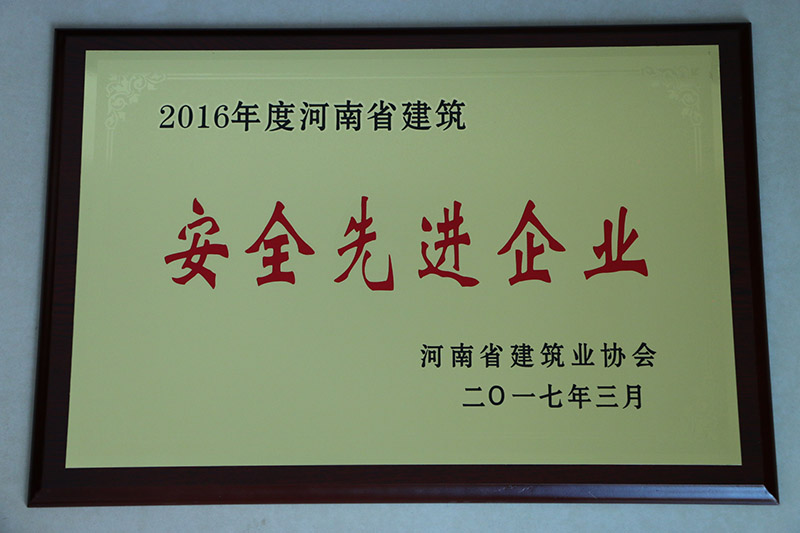 2016年度河南省建筑
安全先进企业
河南省建筑业协会
二〇一七年三月